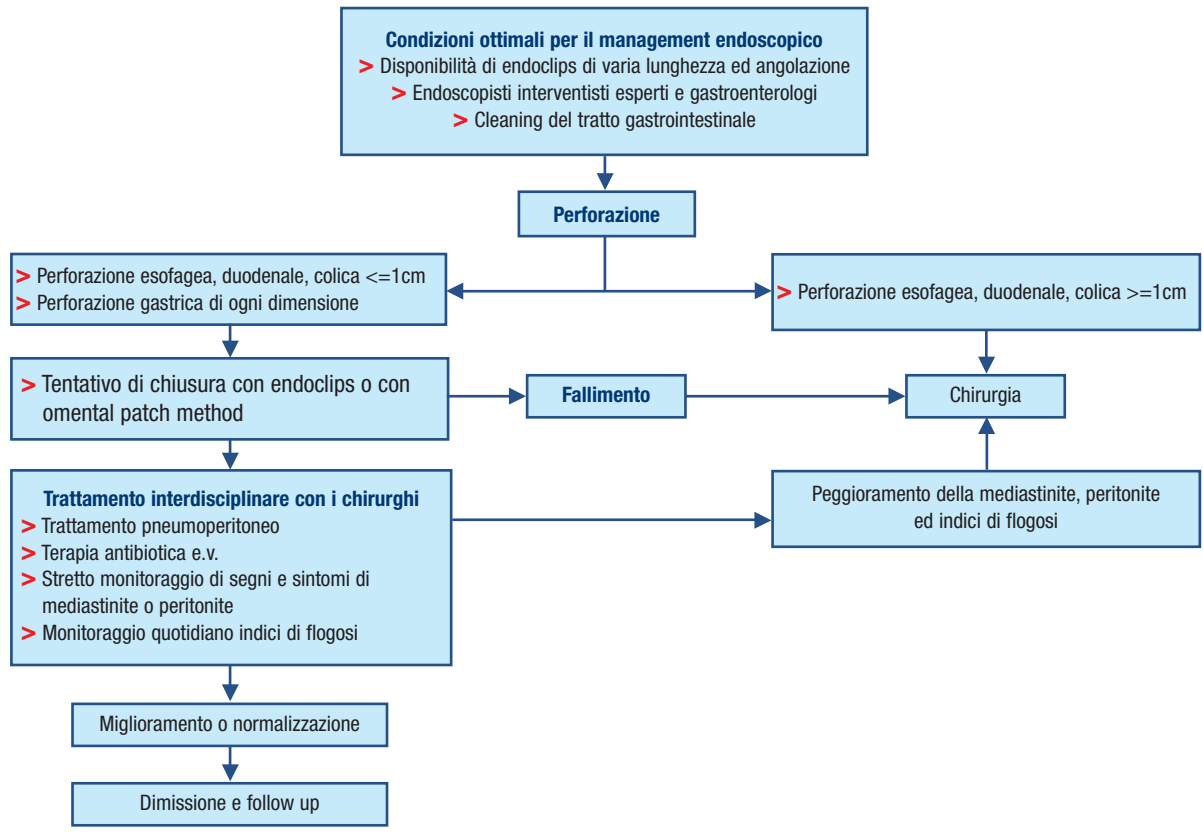 Condizioni ottimali per il management endoscopico
> Disponibilità di endoclips di varia lunghezza ed angolazione
> Endoscopisti interventisti esperti e gastroenterologi
> Cleaning del tratto gastrointestinale
Perforazione
> Perforazione esofagea, duodenale, colica <=1cm
> Perforazione gastrica di ogni dimensione
> Perforazione esofagea, duodenale, colica >=1cm
> Tentativo di chiusura con endoclips o con
omental patch method
Fallimento
Chirurgia
Trattamento interdisciplinare con i chirurghi
> Trattamento pneumoperitoneo
> Terapia antibiotica e.v.
> Stretto monitoraggio di segni e sintomi di
mediastinite o peritonite
> Monitoraggio quotidiano indici di flogosi
Peggioramento della mediastinite, peritonite
ed indici di flogosi
Miglioramento o normalizzazione
Dimissione e follow up